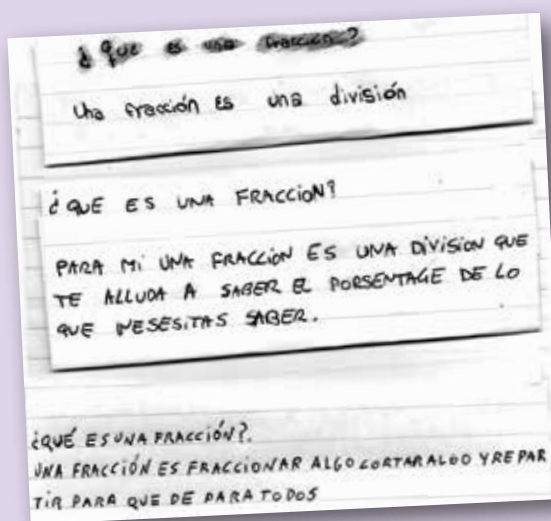 ¿Que es una fracción?
Una fracción es una división
¿QUE ES UNA FRACCION?
PARA MI UNA FRACCION ES UNA DIVISION QUE
TE ALLUDA A SABER EL PORSENTAGE DE LO
QUE NESESITAS SABER.
¿QUÉ ES UNA FRACCIÓN?.
UNA FRACCIÓN ES FRACCIONAR ALGO CORTAR ALGO Y REPAR
TIR PARA QUE DE PARA TODOS